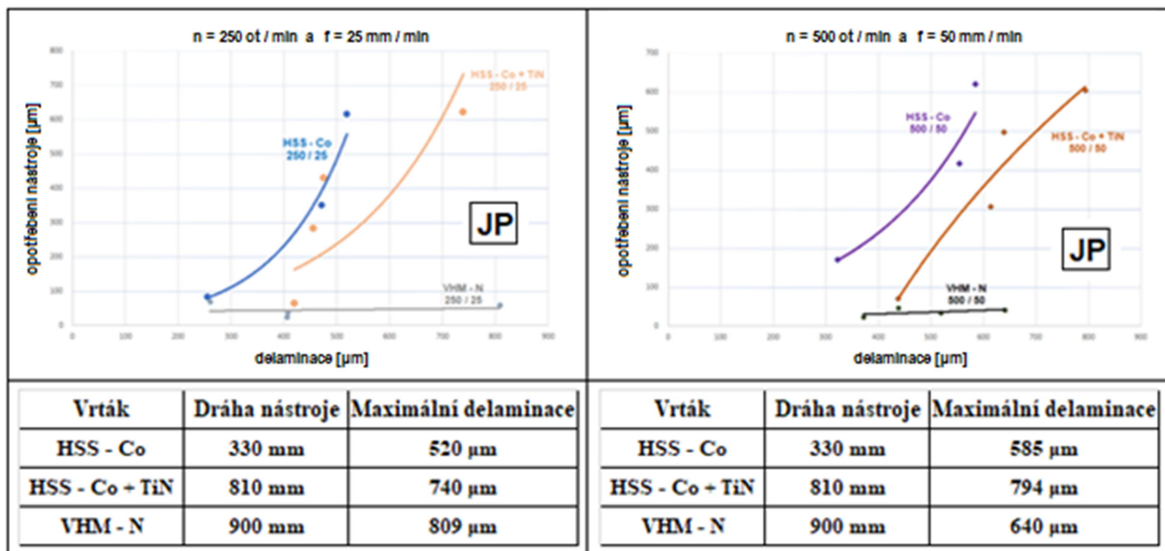 n = 250 ot / min a f = 25 mm / min
opotřebení nástroje [µm]
800
700
600
500
400
300
200
100
0
HSS - Co + TiN
250 / 25
HSS - Co
250 / 25
JP
VHM - N
250 / 25
0 100 200 300 400 500 600 700 800 900
delaminace [µm]
n = 500 ot / min a f = 50 mm / min
opotřebení nástroje [µm]
700
600
500
400
300
200
100
0
HSS - Co
500 / 50
HSS - Co + TiN
500 / 50
JP
VHM - N
500 / 50
0 100 200 300 400 500 600 700 800 900
delaminace [µm]
Vrták Dráha nástroje Maximální delaminace
HSS - Co 330 mm 520 µm
HSS - Co + TiN 810 mm 740 µm
VHM - N 900 mm 809 µm
Vrták Dráha nástroje Maximální delaminace
HSS - Co 330 mm 585 µm
HSS - Co + TiN 810 mm 794 µm
VHM - N 900 mm 640 µm